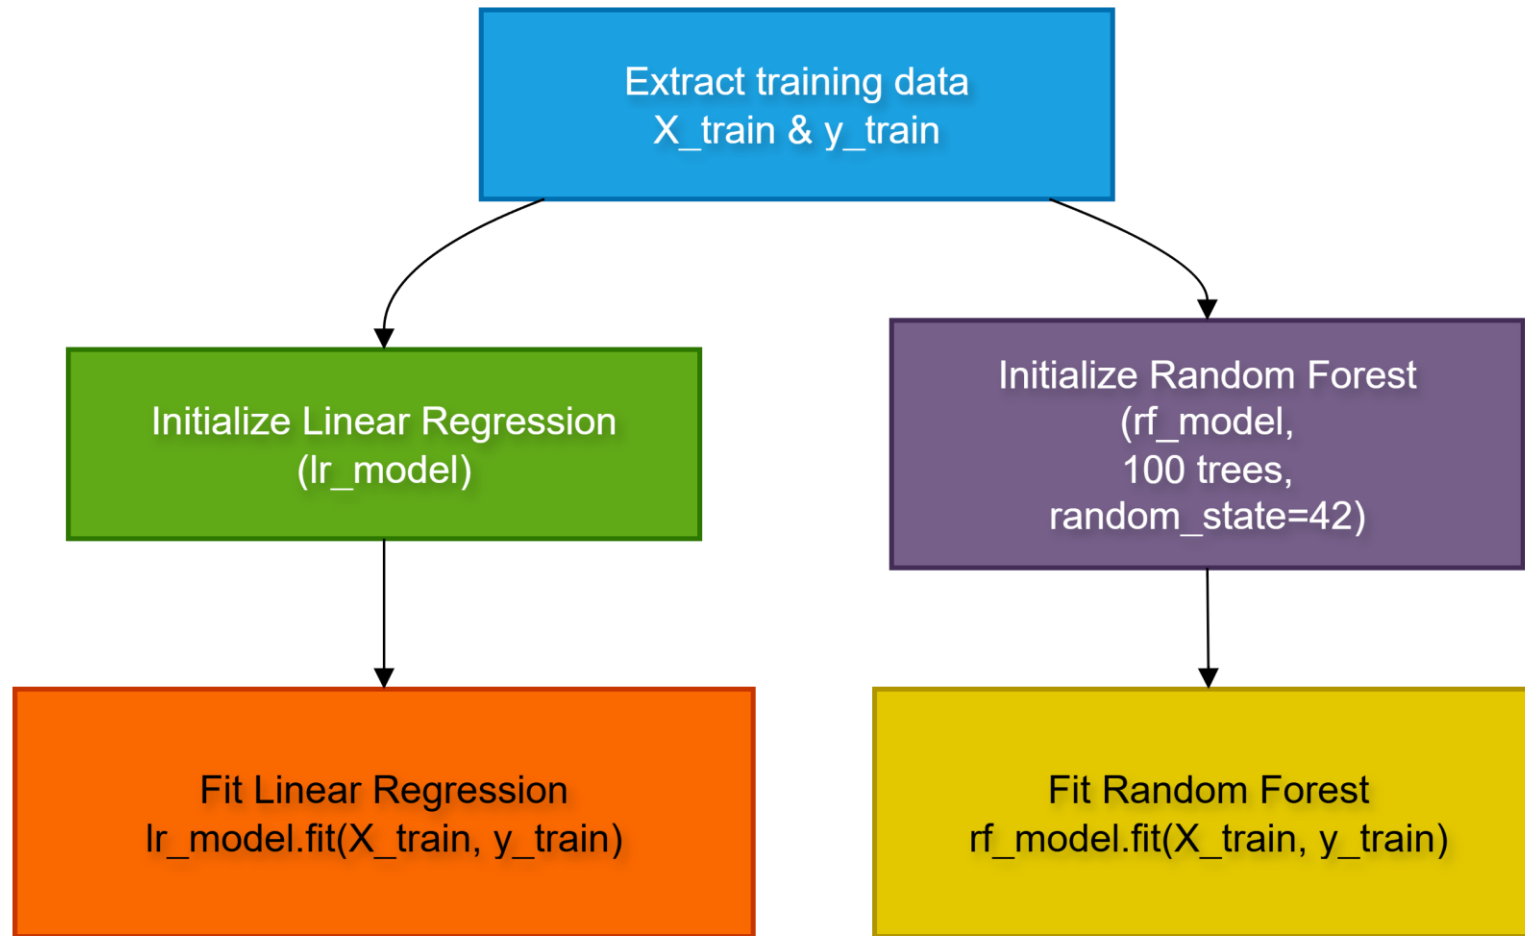 Extract training data
X_train & y_train
Initialize Linear Regression
(lr_model)
Initialize Random Forest
(rf_model,
100 trees,
random_state=42)
Fit Linear Regression
lr_model.fit(X_train, y_train)
Fit Random Forest
rf_model.fit(X_train, y_train)